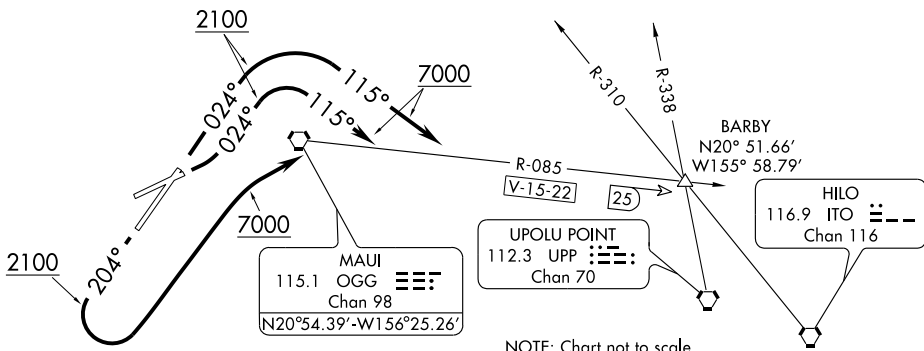 2100
024°
024°
115°
115°
7000
R-310
R-338
BARBY
N20° 51.66′
W155° 58.79′
R-085
V-15-22
25
7000
204°
2100
MAUI
115.1 OGG
Chan 98
N20°54.39′-W156°25.26′
UPOLU POINT
112.3 UPP
Chan 70
HILO
116.9 ITO
Chan 116
NOTE: Chart not to scale